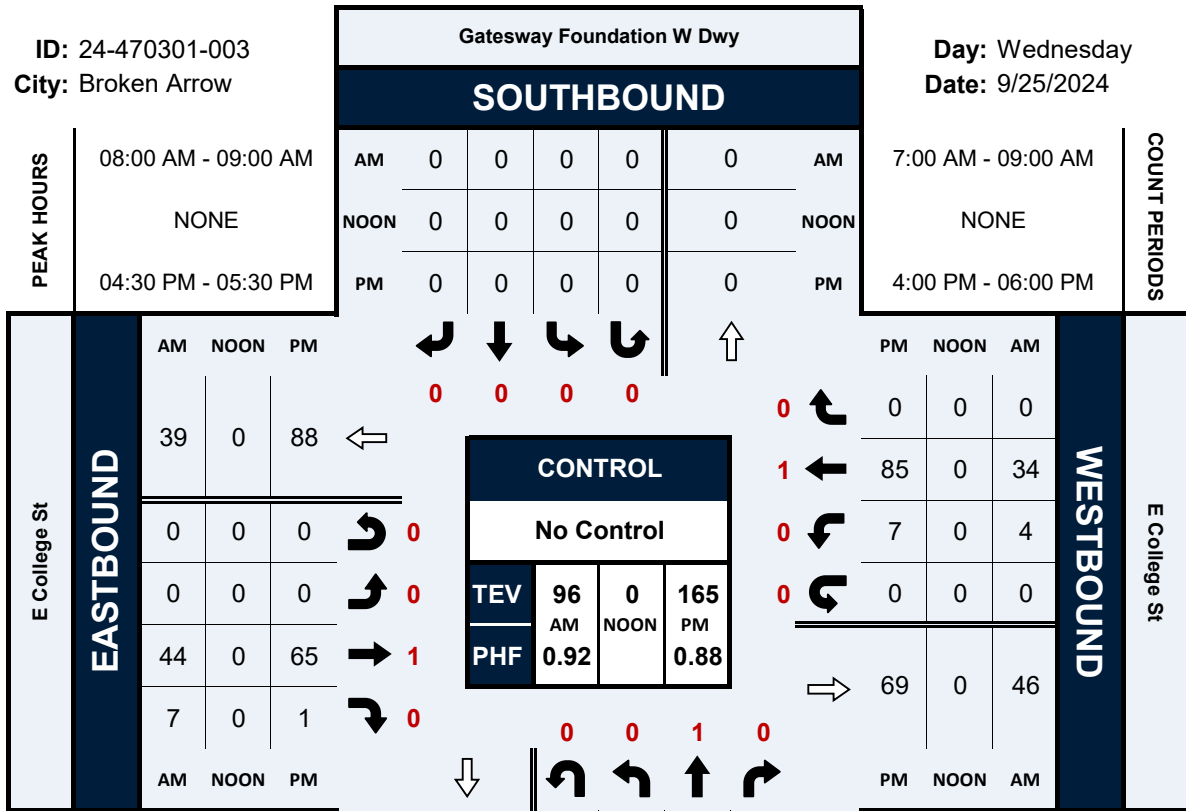 Gatesway Foundation W Dwy
ID: 24-470301-003
City: Broken Arrow
Day: Wednesday
Date: 9/25/2024
SOUTHBOUND
PEAK HOURS
08:00 AM - 09:00 AM
NONE
04:30 PM - 05:30 PM
AM 0 0 0 0 0 AM
NOON 0 0 0 0 0 NOON
PM 0 0 0 0 0 PM
7:00 AM - 09:00 AM
NONE
4:00 PM - 06:00 PM
COUNT PERIODS
0 0 0 0
E College St
EASTBOUND
AM NOON PM
39 0 88
0 0 0 0
0 0 0 0
44 0 65 1
7 0 1 0
AM NOON PM
CONTROL
No Control
TEV 96 0 165
AM NOON PM
PHF 0.92 0.88
PM NOON AM
0 0 0 0
1 85 0 34
0 7 0 4
0 0 0 0
69 0 46
PM NOON AM
WESTBOUND
E College St
0 0 1 0